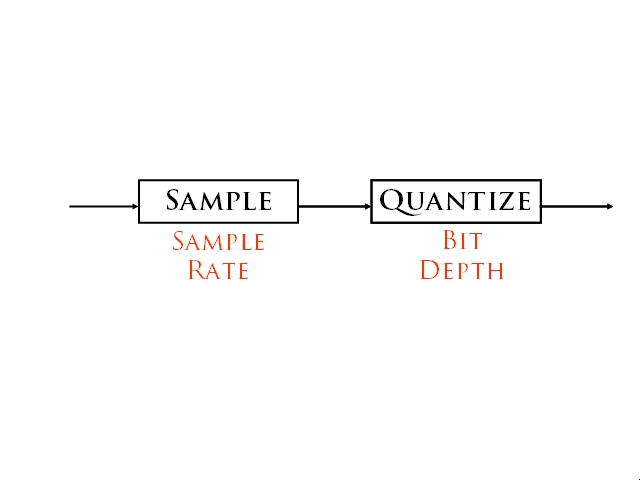 SAMPLE
QUANTIZE
SAMPLE
RATE
BIT
DEPTH